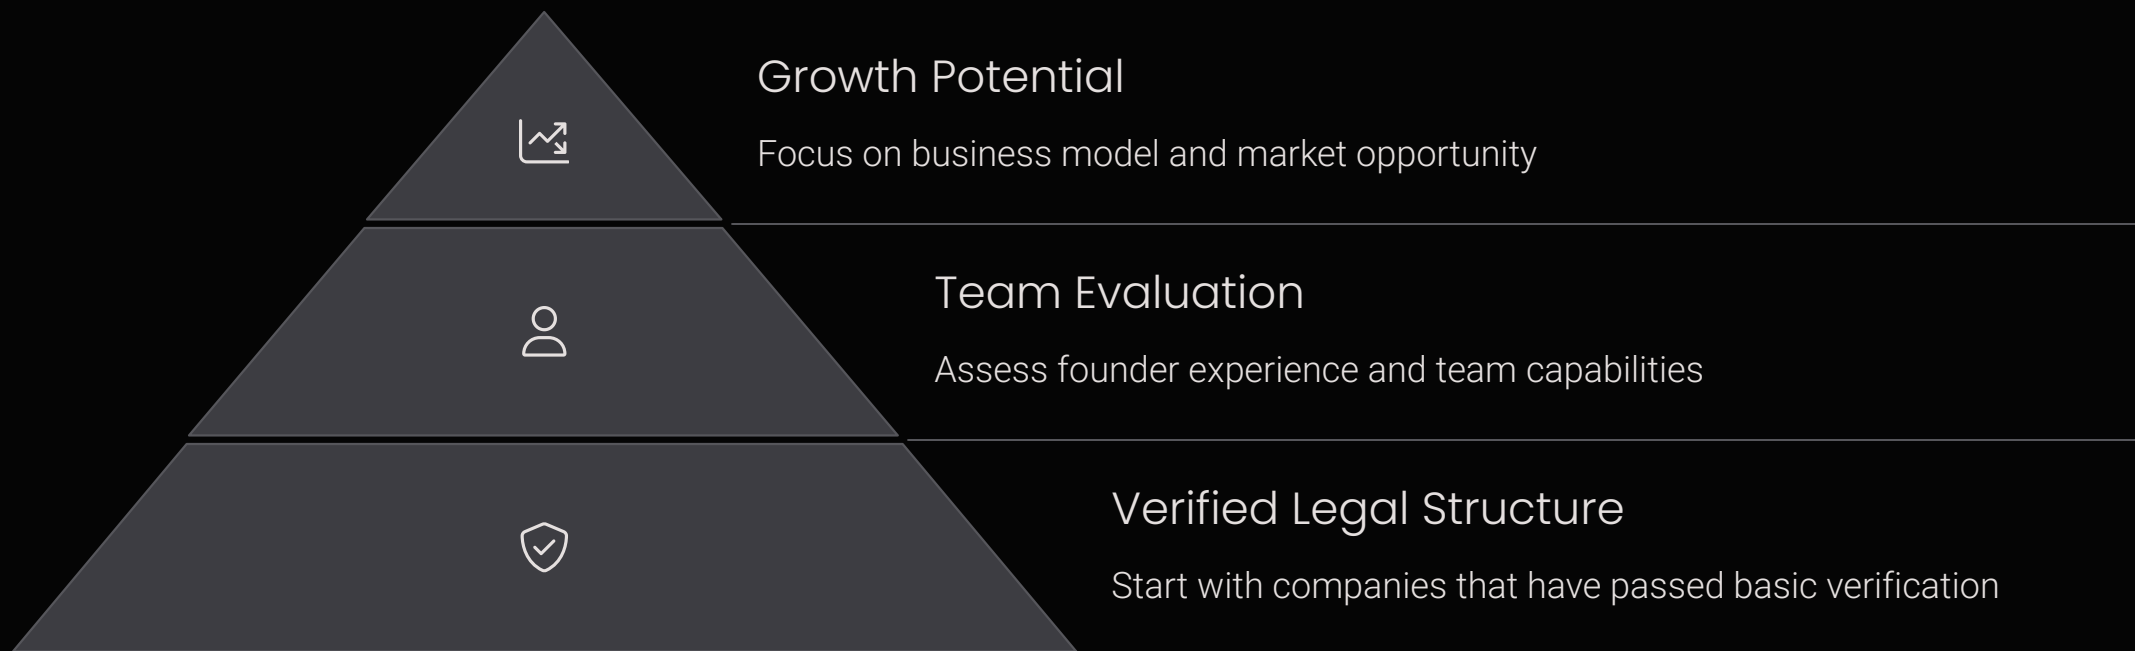 Growth Potential
Focus on business model and market opportunity
Team Evaluation
Assess founder experience and team capabilities
Verified Legal Structure
Start with companies that have passed basic verification